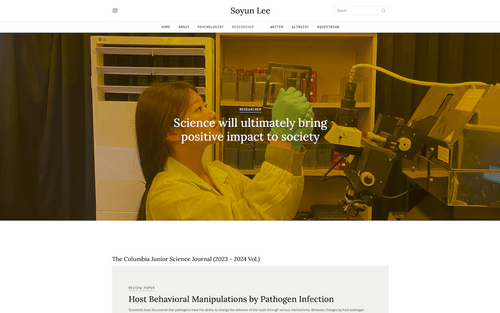 Soyun Lee
Search
HOME ABOUT PSYCHOLOGIST RESEARCHER WRITER ALTRUIST EQUESTRIAN
RESEARCHER
Science will ultimately bring
positive impact to society
The Columbia Junior Science Journal (2023 - 2024 Vol.)
REVIEW PAPER
Host Behavioral Manipulations by Pathogen Infection
Scientists have discovered that pathogens have the ability to change the behavior of the hosts through various mechanisms. Behavior changes by host-pathogen